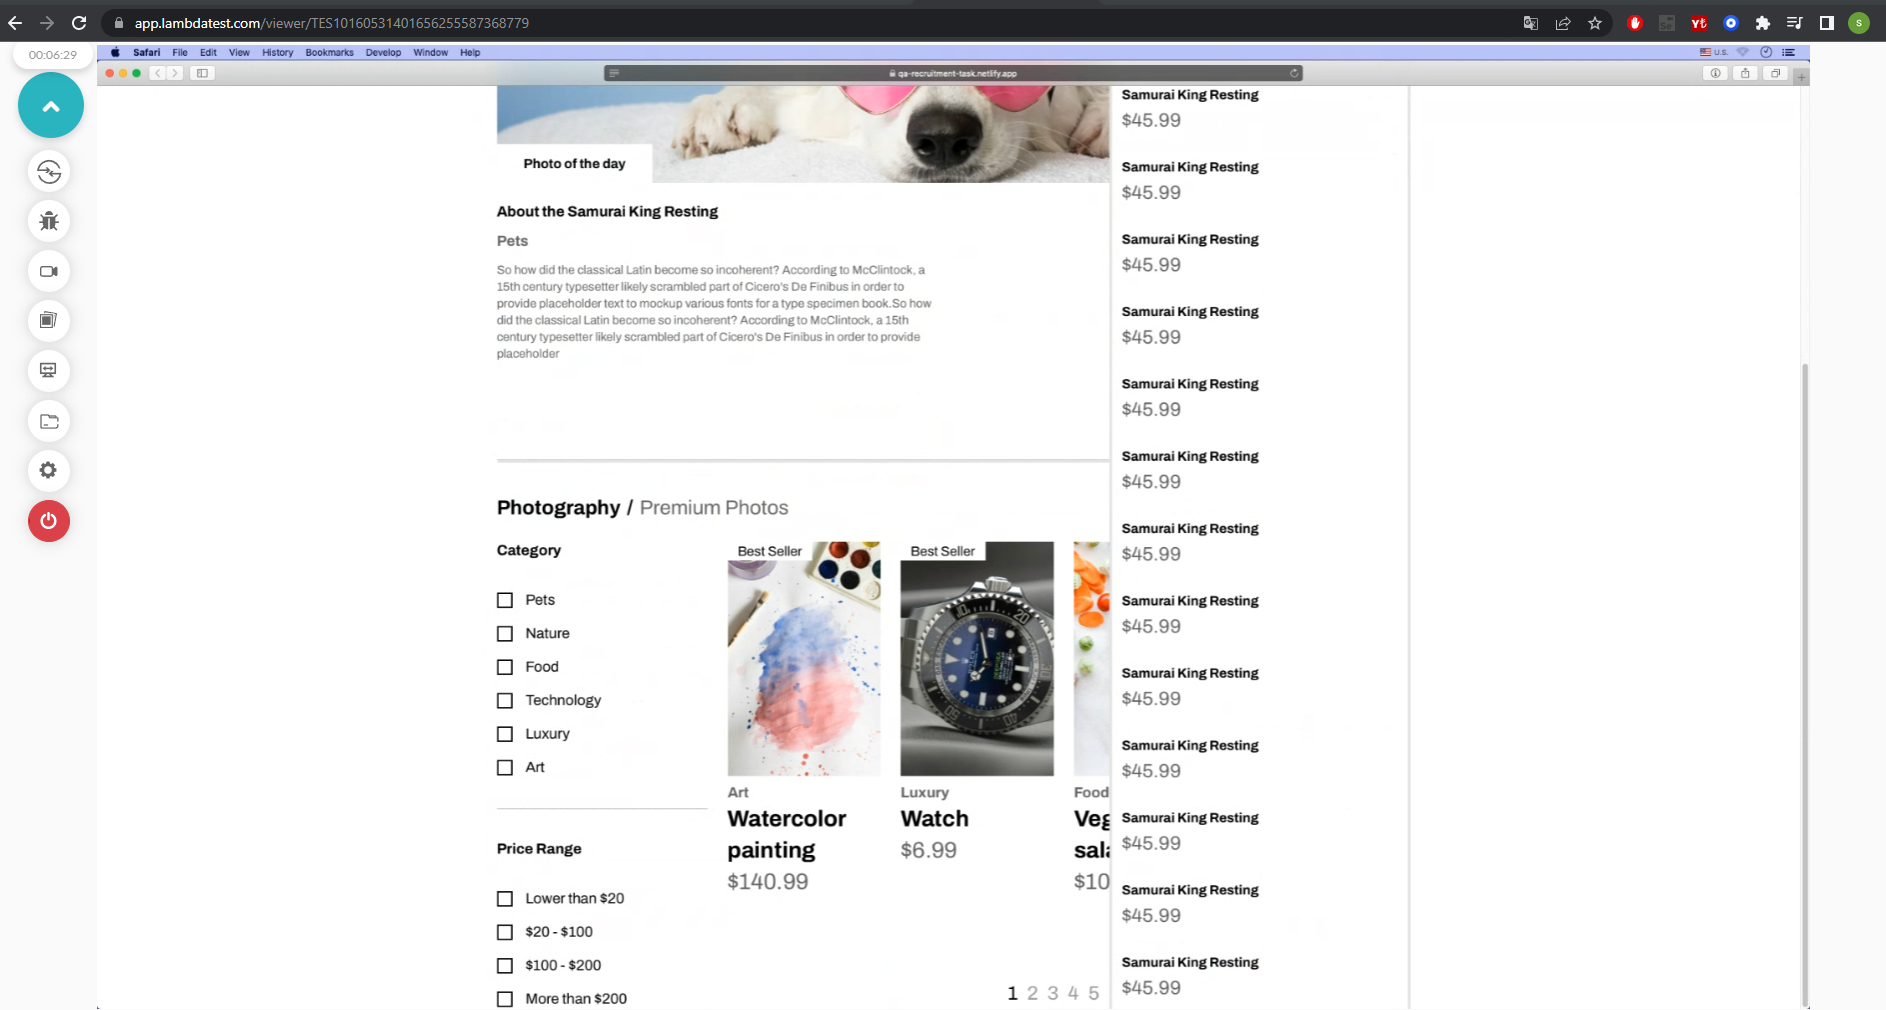 app.lambdatest.com/viewer/TES10160531401656255587368779
S
00:06:29
Safari File Edit View History Bookmarks Develop Window Help
U.S.
qa-recruitment-task.netlify.app
Photo of the day
About the Samurai King Resting
Pets
So how did the classical Latin become so incoherent? According to McClintock, a
15th century typesetter likely scrambled part of Cicero's De Finibus in order to
provide placeholder text to mockup various fonts for a type specimen book.So how
did the classical Latin become so incoherent? According to McClintock, a 15th
century typesetter likely scrambled part of Cicero's De Finibus in order to provide
placeholder
Photography / Premium Photos
Category
Pets
Nature
Food
Technology
Luxury
Art
Price Range
Lower than $20
$20 - $100
$100 - $200
More than $200
Best Seller
Art
Watercolor
painting
$140.99
Best Seller
Luxury
Watch
$6.99
Food
Veg
sala
$10
1 2 3 4 5
Samurai King Resting
$45.99
Samurai King Resting
$45.99
Samurai King Resting
$45.99
Samurai King Resting
$45.99
Samurai King Resting
$45.99
Samurai King Resting
$45.99
Samurai King Resting
$45.99
Samurai King Resting
$45.99
Samurai King Resting
$45.99
Samurai King Resting
$45.99
Samurai King Resting
$45.99
Samurai King Resting
$45.99
Samurai King Resting
$45.99